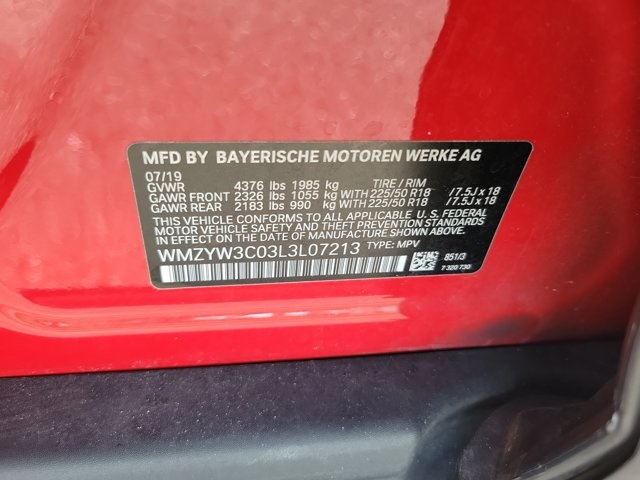 MFD BY BAYERISCHE MOTOREN WERKE AG
07/19
GVWR 4376 lbs 1985 kg TIRE / RIM
GAWR FRONT 2326 lbs 1055 kg WITH 225/50 R18 / 7.5J x 18
GAWR REAR 2183 lbs 990 kg WITH 225/50 R18 / 7.5J x 18
THIS VEHICLE CONFORMS TO ALL APPLICABLE U. S. FEDERAL
MOTOR VEHICLE SAFETY, BUMPER, AND THEFT PREVENTION STANDARDS
IN EFFECT ON THE DATE OF MANUFACTURE SHOWN ABOVE.
WMZYW3C03L3L07213 TYPE: MPV
851/3
7 320 730